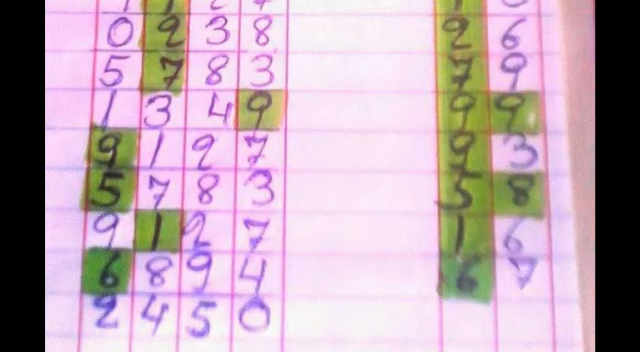 0 2 3 8 2 6
5 7 8 3 7 9
1 3 4 9 9 9
9 1 2 7 9 3
5 7 8 3 5 8
9 1 2 7 1 6
6 8 9 4 6 7
2 4 5 0